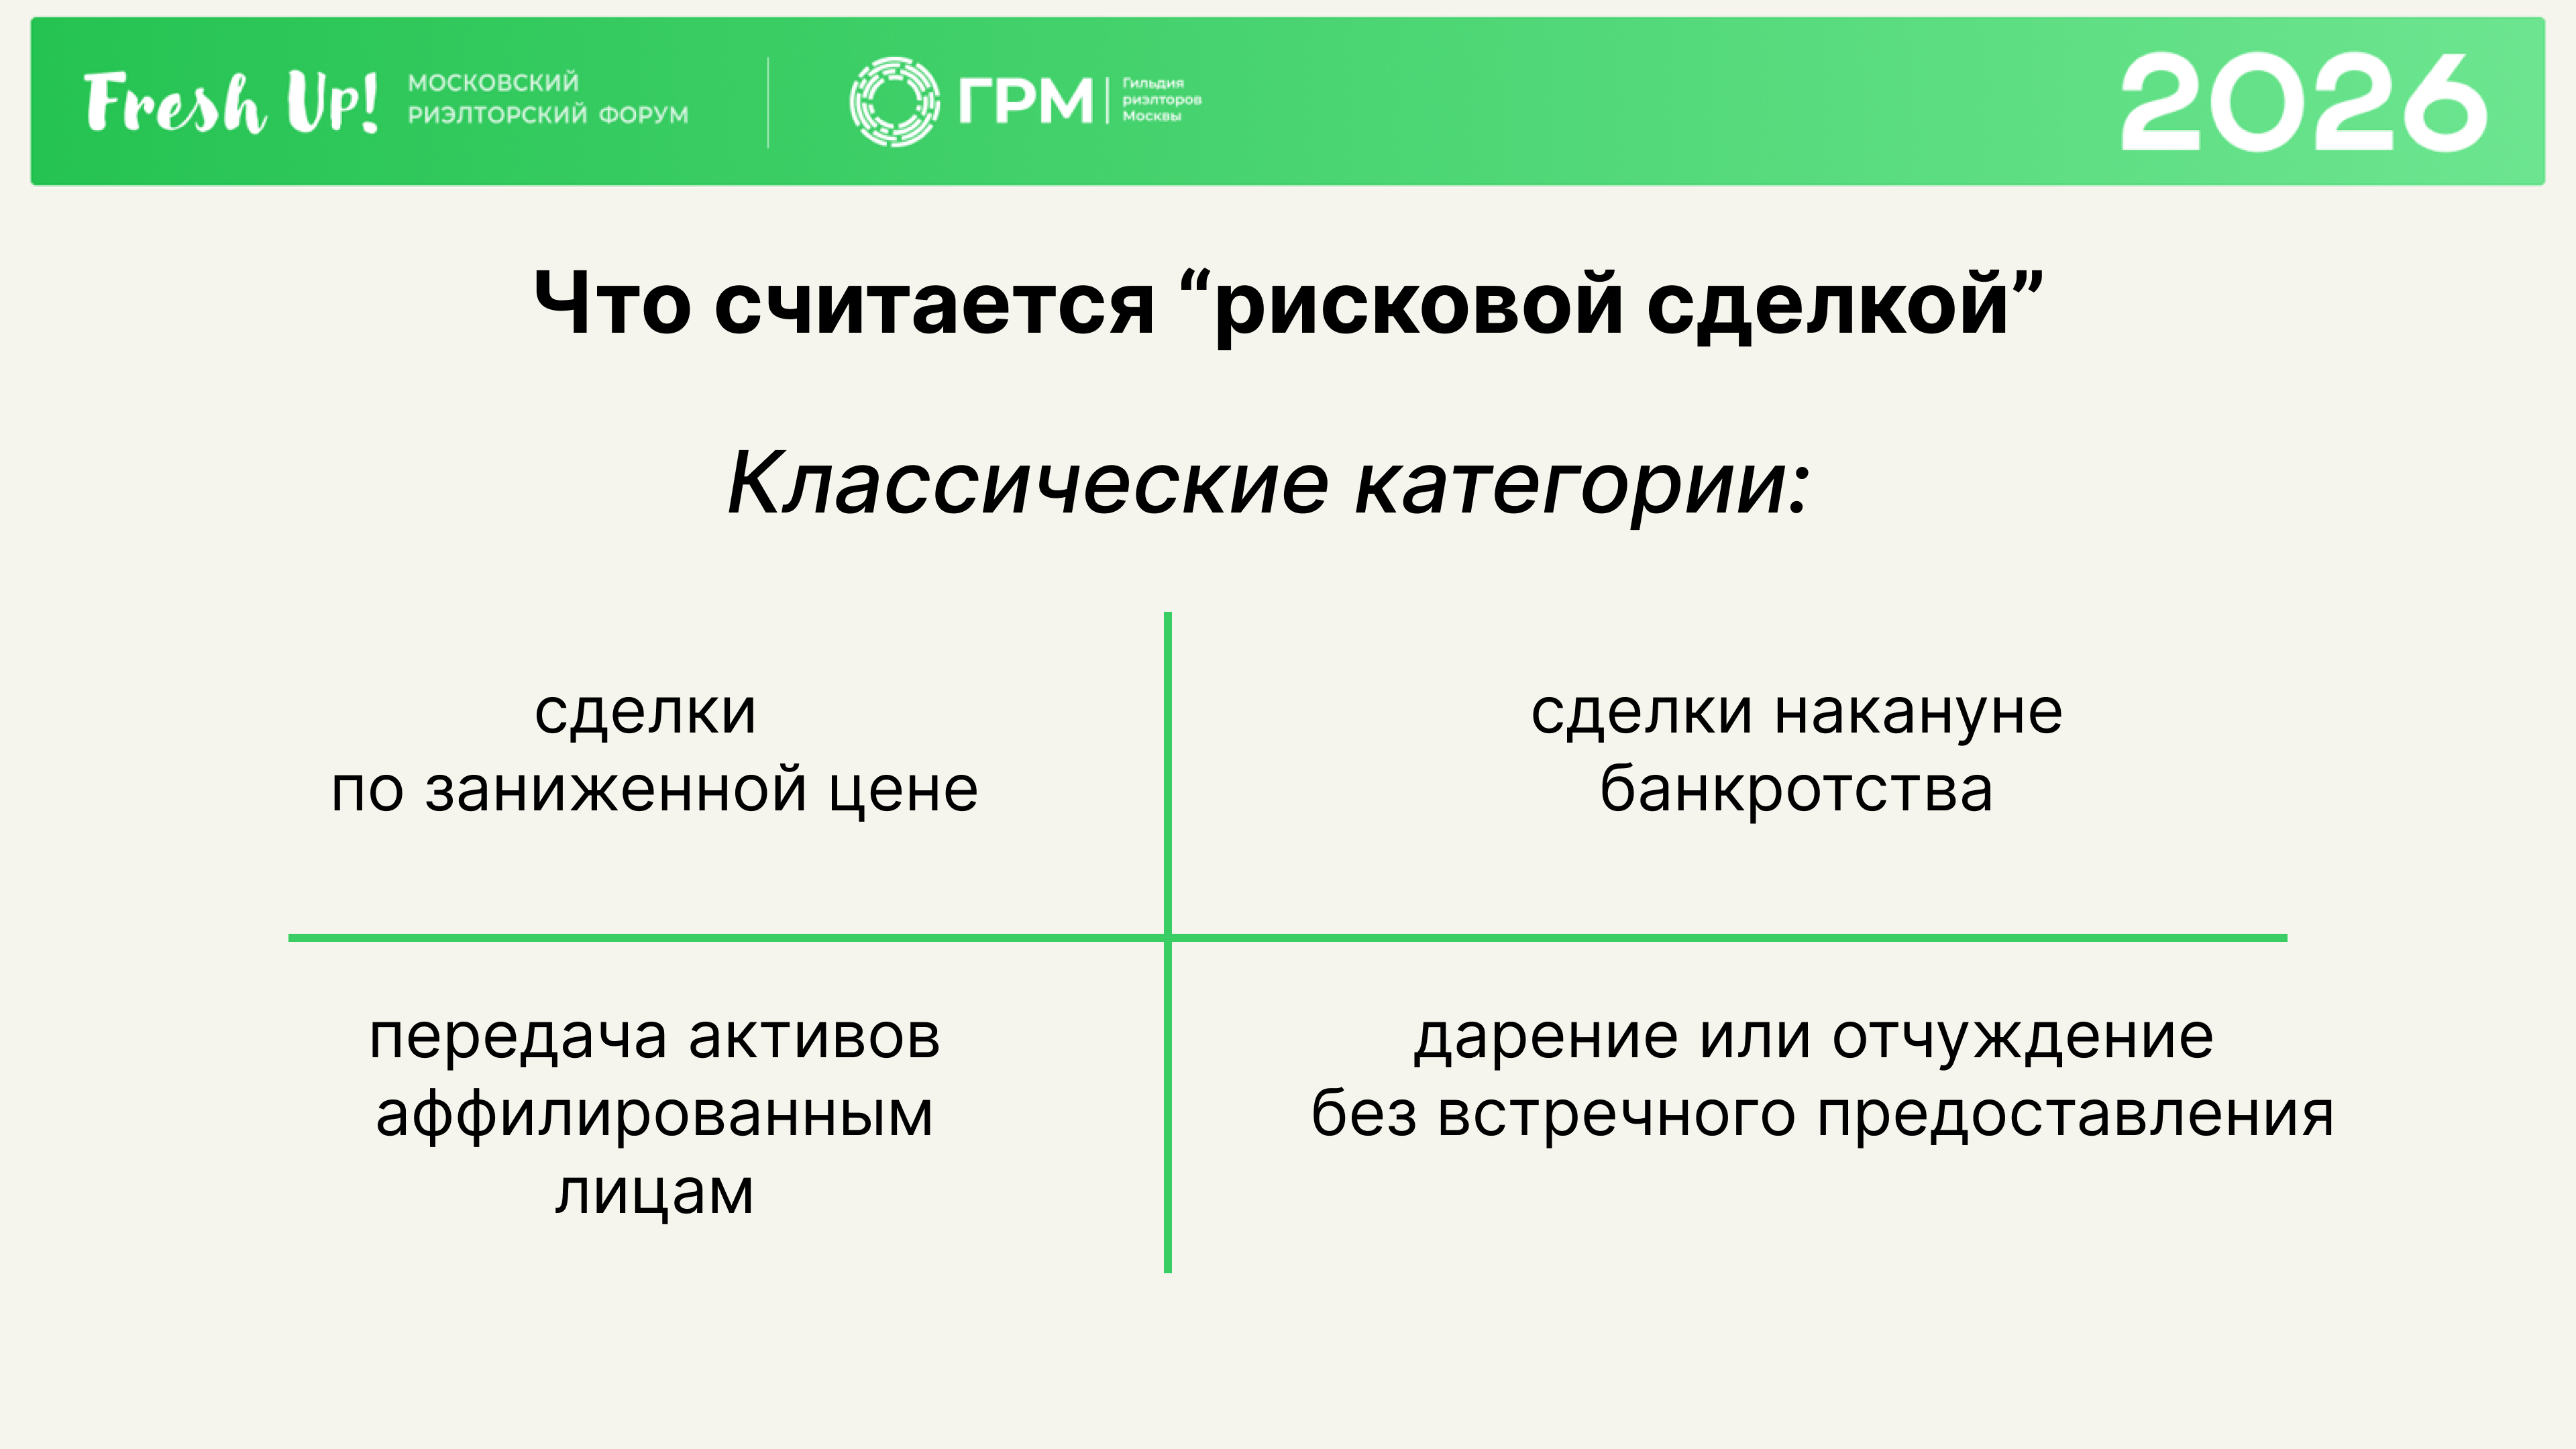 Fresh Up!
МОСКОВСКИЙ
РИЭЛТОРСКИЙ ФОРУМ
ГРМ
Гильдия
риэлторов
Москвы
2026
Что считается “рисковой сделкой”
Классические категории:
сделки
по заниженной цене
сделки накануне
банкротства
передача активов
аффилированным
лицам
дарение или отчуждение
без встречного предоставления